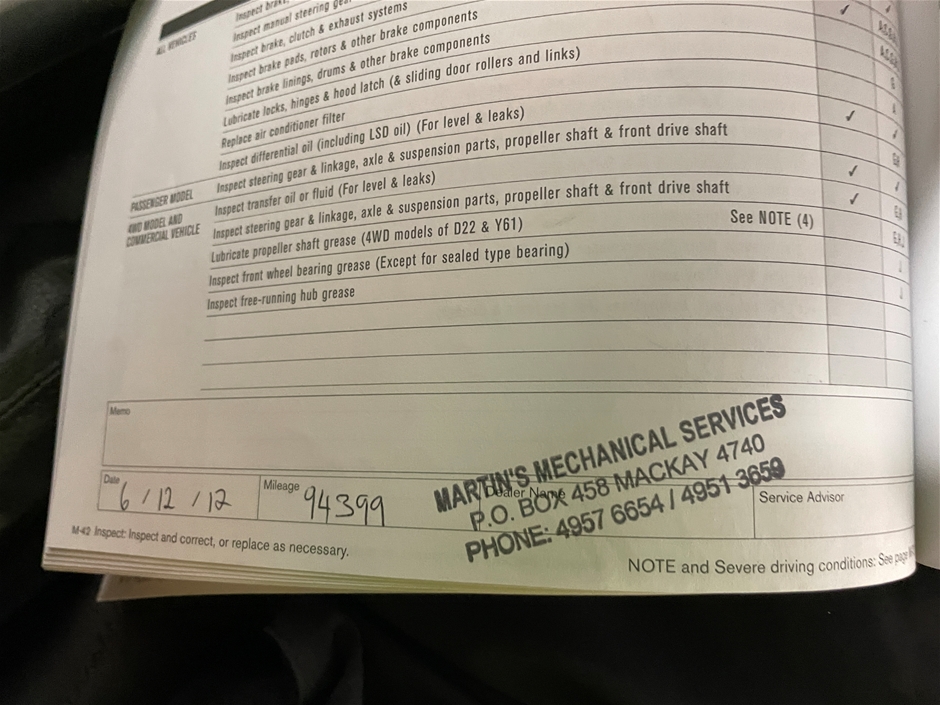 Inspect
Inspect manual steering
Inspect brake, clutch & exhaust systems
Inspect brake pads, rotors & other brake components
Inspect brake linings, drums & other brake components
Lubricate locks, hinges & hood latch (& sliding door rollers and links)
Replace air conditioner filter
Inspect differential oil (including LSD oil) (For level & leaks)
Inspect steering gear & linkage, axle & suspension parts, propeller shaft & front drive shaft
Inspect transfer oil or fluid (For level & leaks)
Inspect steering gear & linkage, axle & suspension parts, propeller shaft & front drive shaft
Lubricate propeller shaft grease (4WD models of D22 & Y61) See NOTE (4)
Inspect front wheel bearing grease (Except for sealed type bearing)
Inspect free-running hub grease
ALL VEHICLES
PASSENGER MODEL
4WD MODEL AND
COMMERCIAL VEHICLE
Memo
Date 6 / 12 / 12
Mileage 94399
Dealer Name
Service Advisor
MARTIN'S MECHANICAL SERVICES
P.O. BOX 458 MACKAY 4740
PHONE: 4957 6654 / 4951 3659
M-42 Inspect: Inspect and correct, or replace as necessary.
NOTE and Severe driving conditions: See page